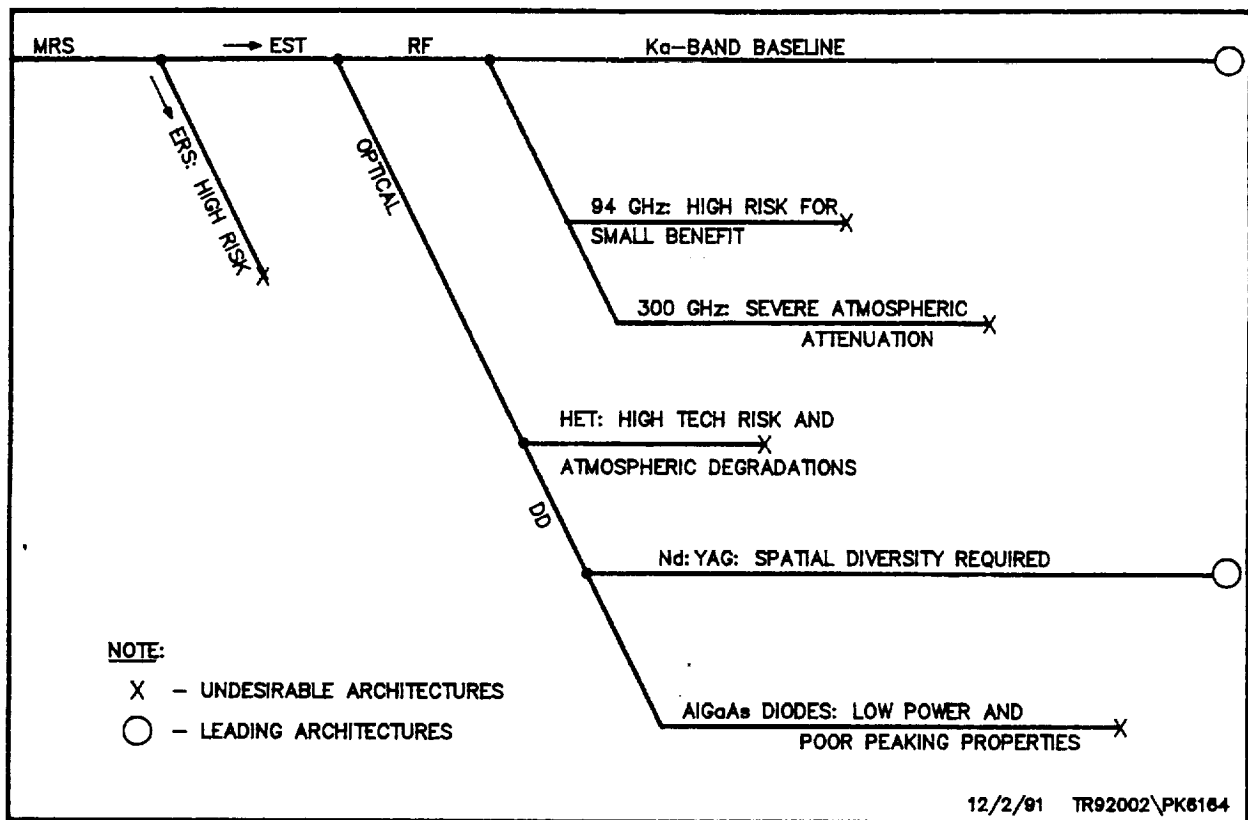 MRS
→ EST
RF
Ka-BAND BASELINE
→ ERS: HIGH RISK
OPTICAL
94 GHz: HIGH RISK FOR
SMALL BENEFIT
300 GHz: SEVERE ATMOSPHERIC
ATTENUATION
HET: HIGH TECH RISK AND
ATMOSPHERIC DEGRADATIONS
DD
Nd: YAG: SPATIAL DIVERSITY REQUIRED
NOTE:
X - UNDESIRABLE ARCHITECTURES
○ - LEADING ARCHITECTURES
AlGaAs DIODES: LOW POWER AND
POOR PEAKING PROPERTIES
12/2/91 TR92002\PK6164